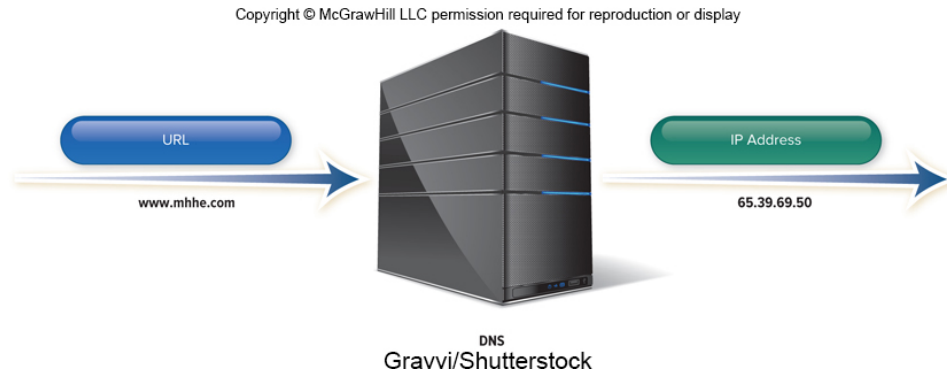 Copyright © McGrawHill LLC permission required for reproduction or display
URL
IP Address
www.mhhe.com
65.39.69.50
DNS
Gravvi/Shutterstock